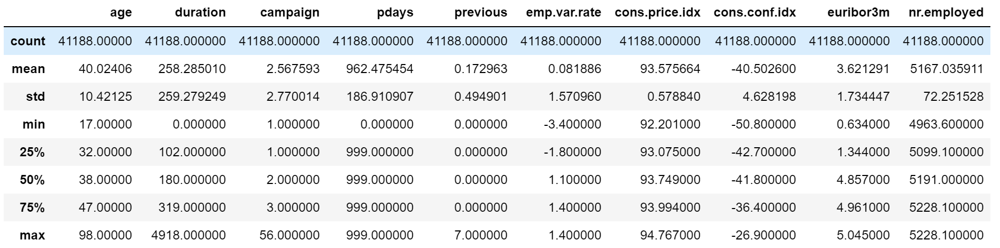 age duration campaign pdays previous emp.var.rate cons.price.idx cons.conf.idx euribor3m nr.employed
count 41188.00000 41188.000000 41188.000000 41188.000000 41188.000000 41188.000000 41188.000000 41188.000000 41188.000000 41188.000000
mean 40.02406 258.285010 2.567593 962.475454 0.172963 0.081886 93.575664 -40.502600 3.621291 5167.035911
std 10.42125 259.279249 2.770014 186.910907 0.494901 1.570960 0.578840 4.628198 1.734447 72.251528
min 17.00000 0.000000 1.000000 0.000000 0.000000 -3.400000 92.201000 -50.800000 0.634000 4963.600000
25% 32.00000 102.000000 1.000000 999.000000 0.000000 -1.800000 93.075000 -42.700000 1.344000 5099.100000
50% 38.00000 180.000000 2.000000 999.000000 0.000000 1.100000 93.749000 -41.800000 4.857000 5191.000000
75% 47.00000 319.000000 3.000000 999.000000 0.000000 1.400000 93.994000 -36.400000 4.961000 5228.100000
max 98.00000 4918.000000 56.000000 999.000000 7.000000 1.400000 94.767000 -26.900000 5.045000 5228.100000